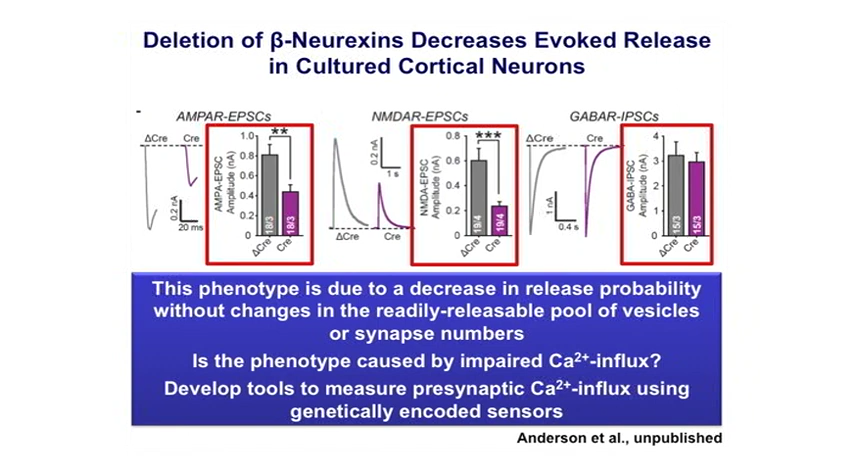 Deletion of β-Neurexins Decreases Evoked Release
in Cultured Cortical Neurons
AMPAR-EPSCs
NMDAR-EPSCs
GABAR-IPSCs
ΔCre
Cre
0.2 nA
20 ms
AMPA-EPSC
Amplitude (nA)
1.0
0.8
0.6
0.4
0.2
0
**
18/3
18/3
ΔCre
Cre
0.2 nA
1 s
ΔCre
Cre
NMDA-EPSC
Amplitude (nA)
0.8
0.6
0.4
0.2
0
***
19/4
19/4
ΔCre
Cre
ΔCre
Cre
1 nA
0.4 s
GABA-IPSC
Amplitude (nA)
4
3
2
1
0
15/3
15/3
ΔCre
Cre
This phenotype is due to a decrease in release probability
without changes in the readily-releasable pool of vesicles
or synapse numbers
Is the phenotype caused by impaired Ca²⁺-influx?
Develop tools to measure presynaptic Ca²⁺-influx using
genetically encoded sensors
Anderson et al., unpublished